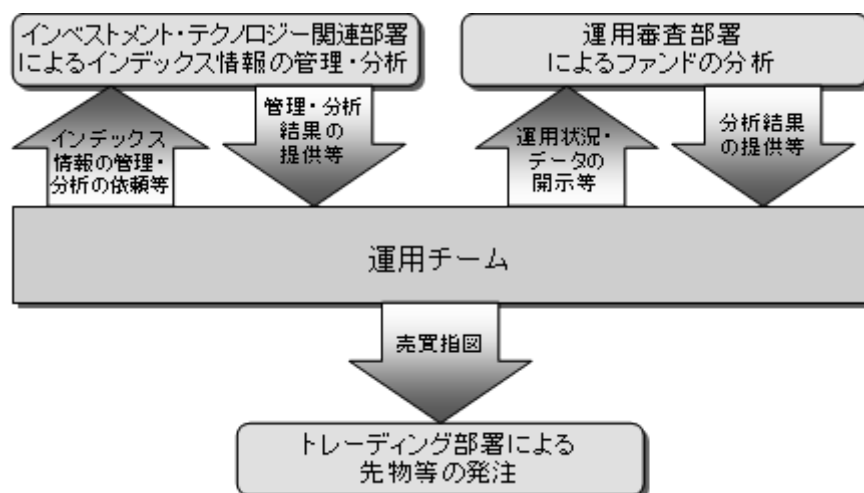 インベストメント・テクノロジー関連部署
によるインデックス情報の管理・分析
運用審査部署
によるファンドの分析
インデックス
情報の管理・
分析の依頼等
管理・分析
結果の
提供等
運用状況・
データの
開示等
分析結果
の提供等
運用チーム
売買指図
トレーディング部署による
先物等の発注